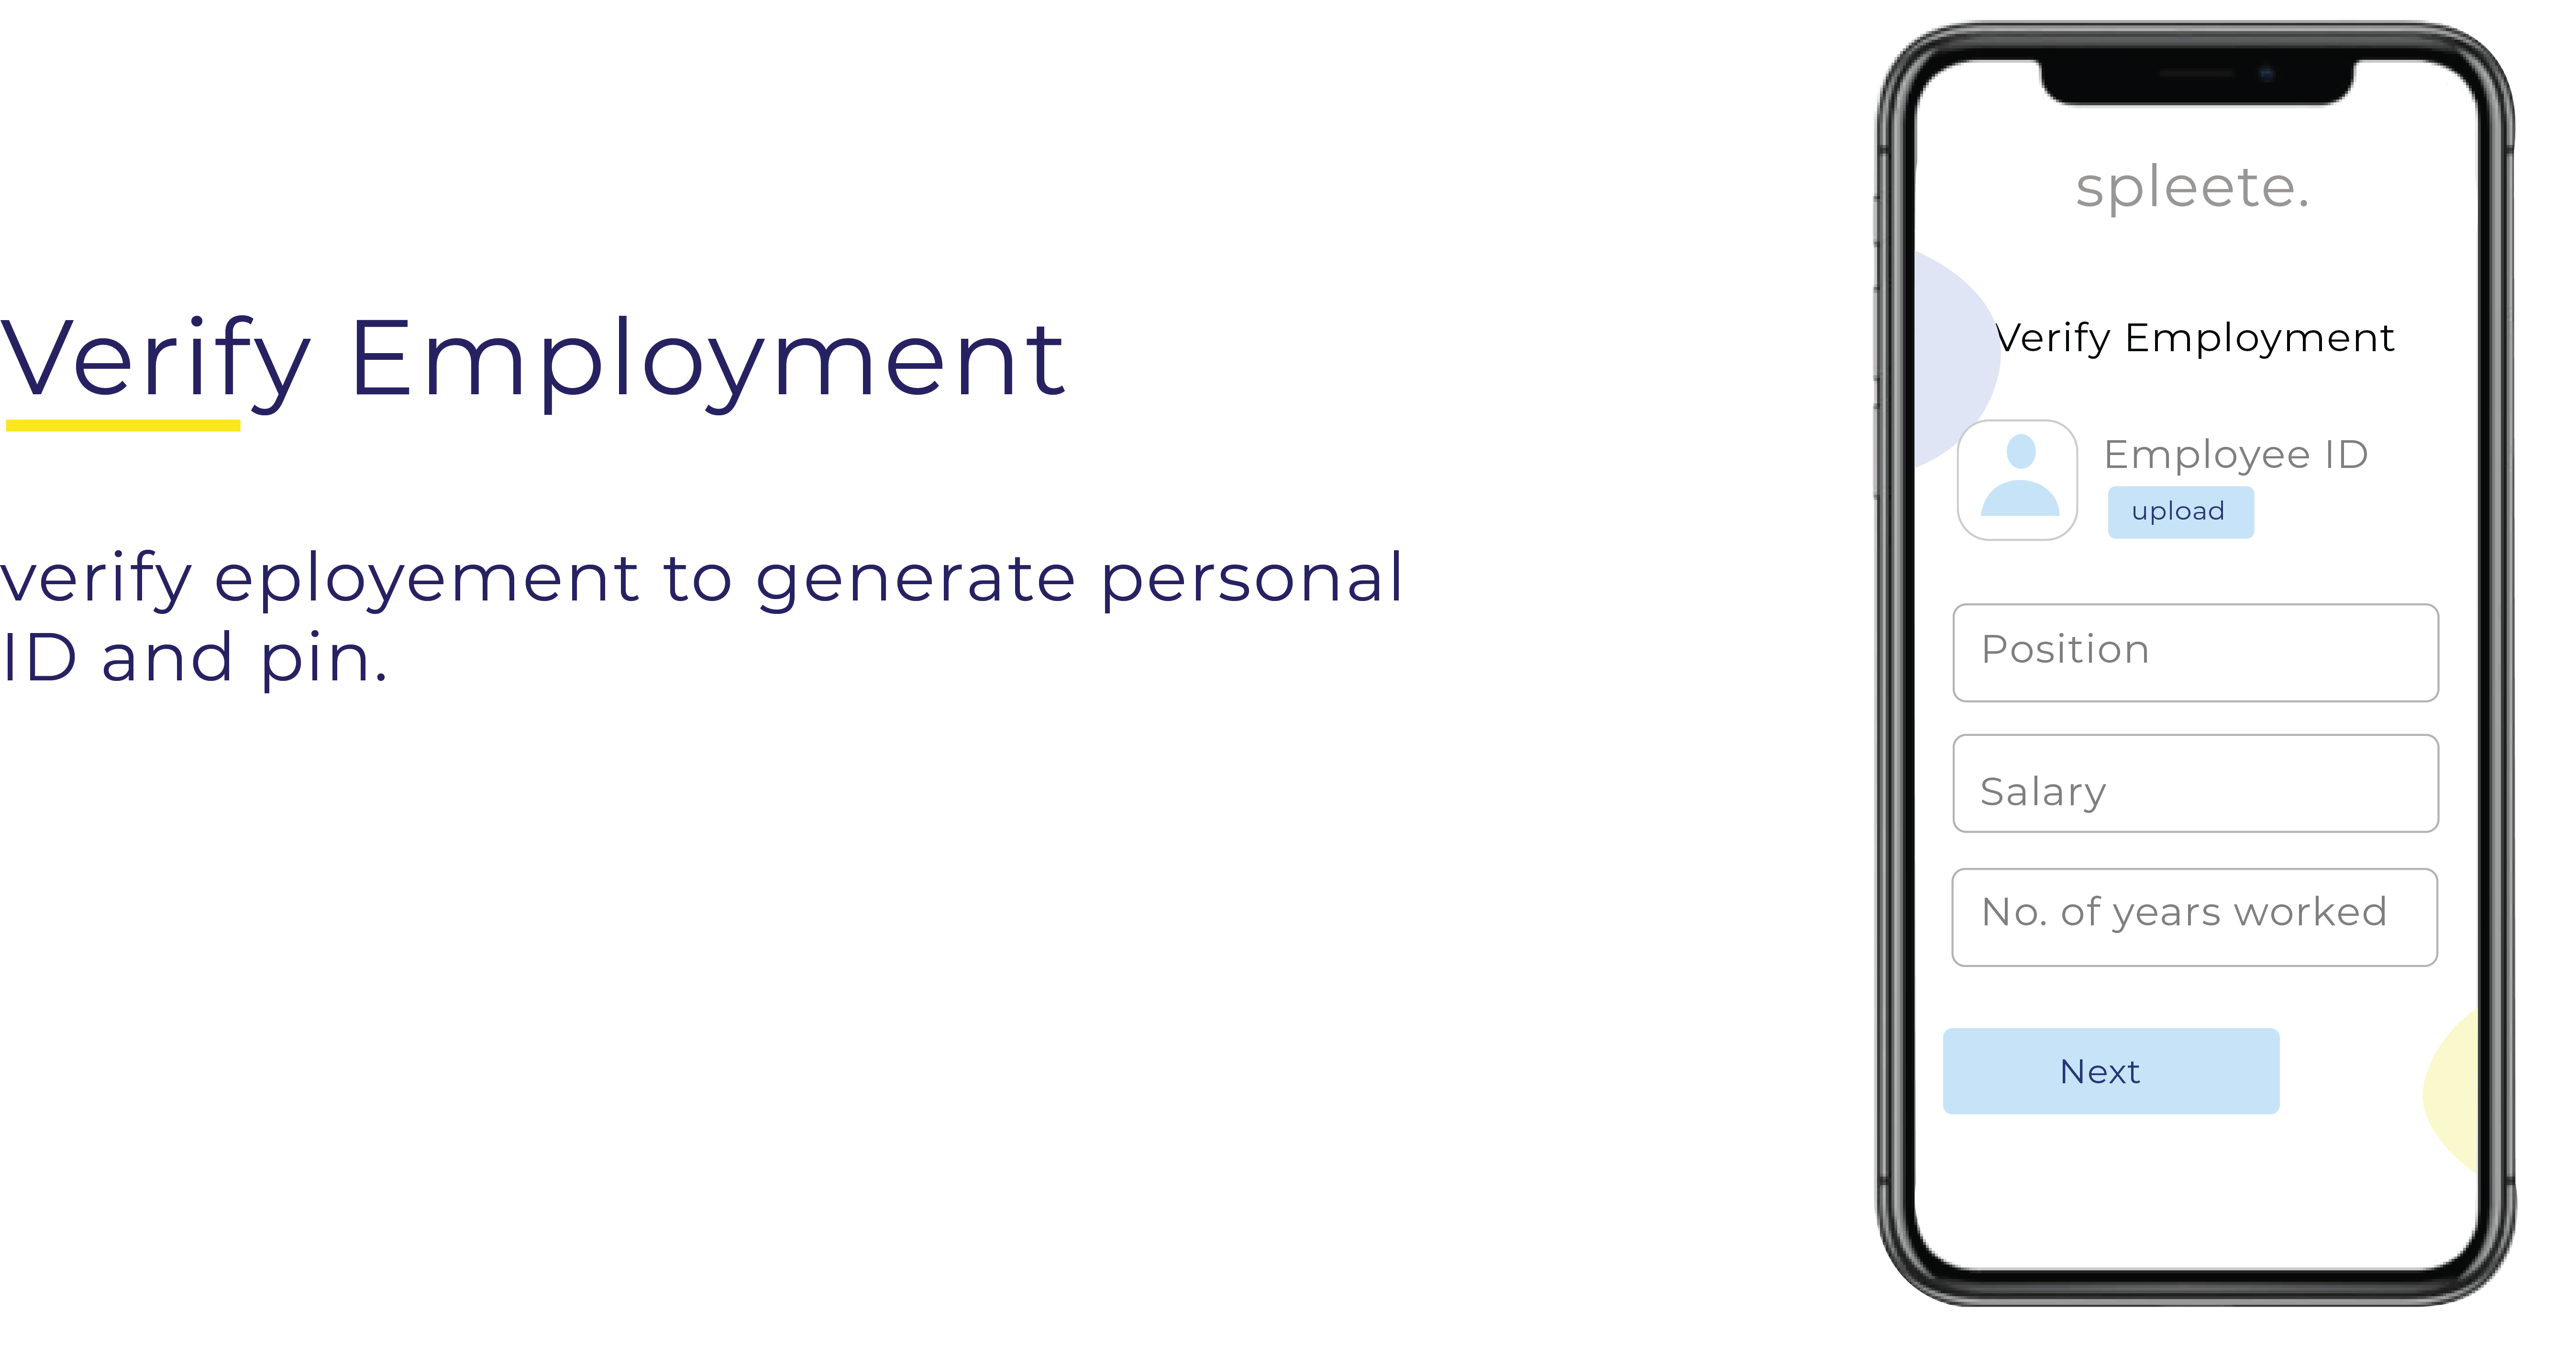 Verify Employment
verify eployement to generate personal
ID and pin.
spleete.
Verify Employment
Employee ID
upload
Position
Salary
No. of years worked
Next